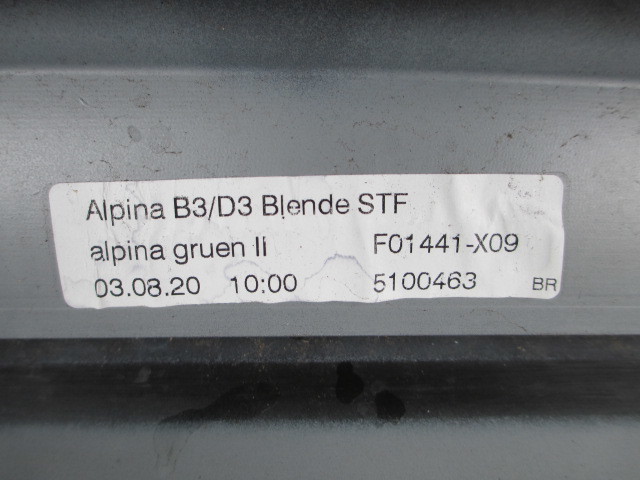 Alpina B3/D3 Blende STF
alpina gruen II F01441-X09
03.08.20 10:00 5100463 BR